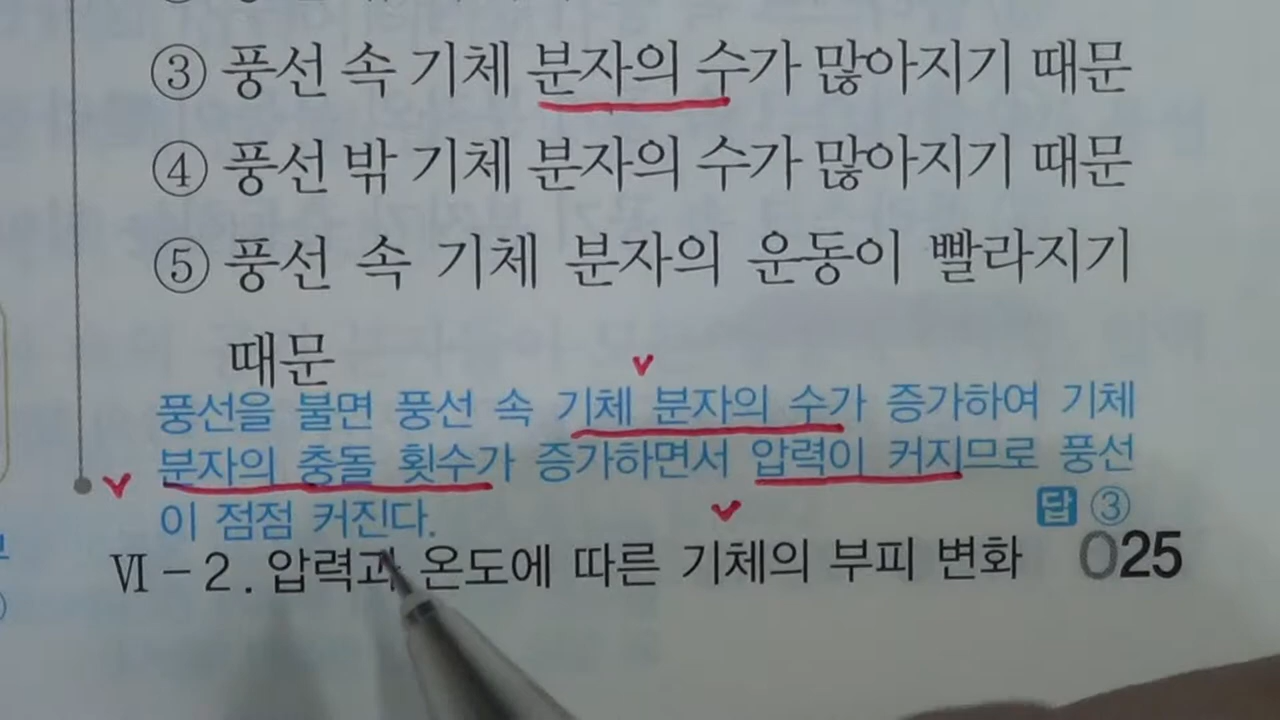 ③ 풍선 속 기체 분자의 수가 많아지기 때문
④ 풍선 밖 기체 분자의 수가 많아지기 때문
⑤ 풍선 속 기체 분자의 운동이 빨라지기
때문
풍선을 불면 풍선 속 기체 분자의 수가 증가하여 기체
분자의 충돌 횟수가 증가하면서 압력이 커지므로 풍선
이 점점 커진다.
답 ③
Ⅵ-2. 압력과 온도에 따른 기체의 부피 변화 025